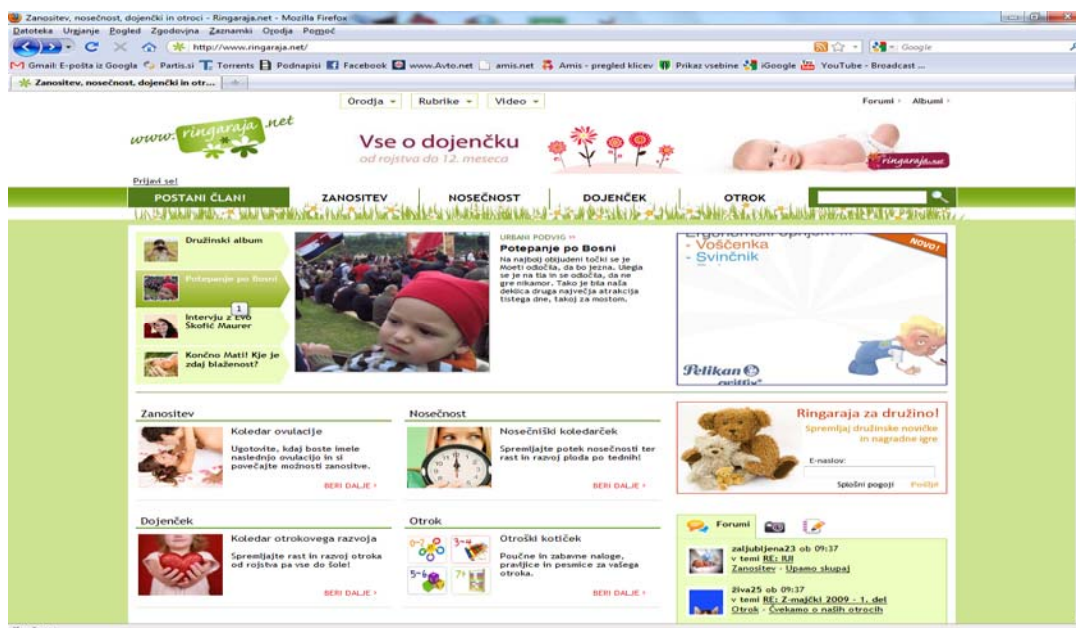 Zanositev, nosečnost, dojenčki in otroci - Ringaraja.net - Mozilla Firefox
Datoteka Urejanje Pogled Zgodovina Zaznamki Orodja Pomoč
http://www.ringaraja.net/
Google
Gmail: E-pošta iz Googla Partis.si Torrents Podnapisi Facebook www.Avto.net amis.net Amis - pregled klicev Prikaz vsebine iGoogle YouTube - Broadcast ...
Zanositev, nosečnost, dojenčki in otr...
Orodja Rubrike Video Forumi Albumi
www.ringaraja.net
Vse o dojenčku
od rojstva do 12. meseca
ringaraja.net
Prijavi se!
POSTANI ČLAN! ZANOSITEV NOSEČNOST DOJENČEK OTROK
Družinski album
Potepanje po Bosni
1
Intervju z Evo
Škofič Maurer
Končno Mati! Kje je
zdaj blaženost?
URBANI PODVIG
Potepanje po Bosni
Na najbolj obljudeni točki se je
Moeti odločila, da bo jezna. Ulegla
se je na tla in se odločila, da ne
gre nikamor. Tako je bila naša
deklica druga največja atrakcija
tistega dne, takoj za mostom.
- Voščenka
- Svinčnik
NOVO!
Pelikan
Zanositev
Koledar ovulacije
Ugotovite, kdaj boste imele
naslednjo ovulacijo in si
povečajte možnosti zanositve.
BERI DALJE
Nosečnost
Nosečniški koledarček
Spremljajte potek nosečnosti ter
rast in razvoj ploda po tednih!
BERI DALJE
Ringaraja za družino!
Spremljaj družinske novičke
in nagradne igre
E-naslov:
Splošni pogoji Pošlji!
Dojenček
Koledar otrokovega razvoja
Spremljajte rast in razvoj otroka
od rojstva pa vse do šole!
BERI DALJE
Otrok
0-2 3-4
5-6 7+
Otroški kotiček
Poučne in zabavne naloge,
pravljice in pesmice za vašega
otroka.
BERI DALJE
Forumi
zaljubljena23 ob 09:37
v temi RE: IUI
Zanositev - Upamo skupaj
živa25 ob 09:37
v temi RE: Z-majčki 2009 - 1. del
Otrok - Čvekamo o naših otrocih